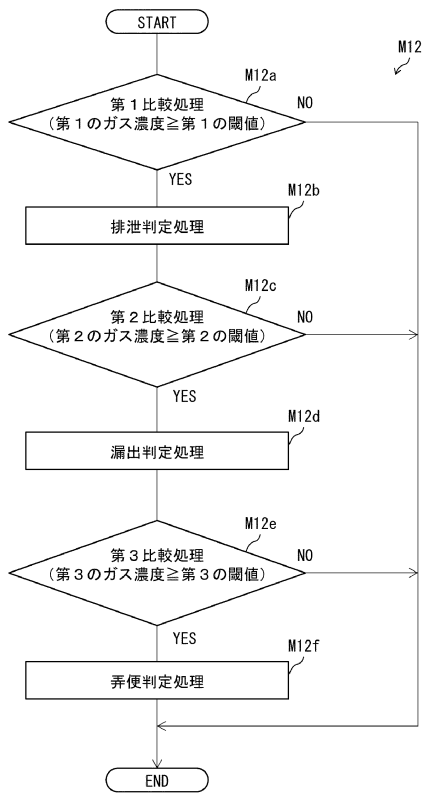 START
M12
M12a
第1比較処理
(第1のガス濃度≧第1の閾値)
NO
YES
M12b
排泄判定処理
M12c
第2比較処理
(第2のガス濃度≧第2の閾値)
NO
YES
M12d
漏出判定処理
M12e
第3比較処理
(第3のガス濃度≧第3の閾値)
NO
YES
M12f
弄便判定処理
END